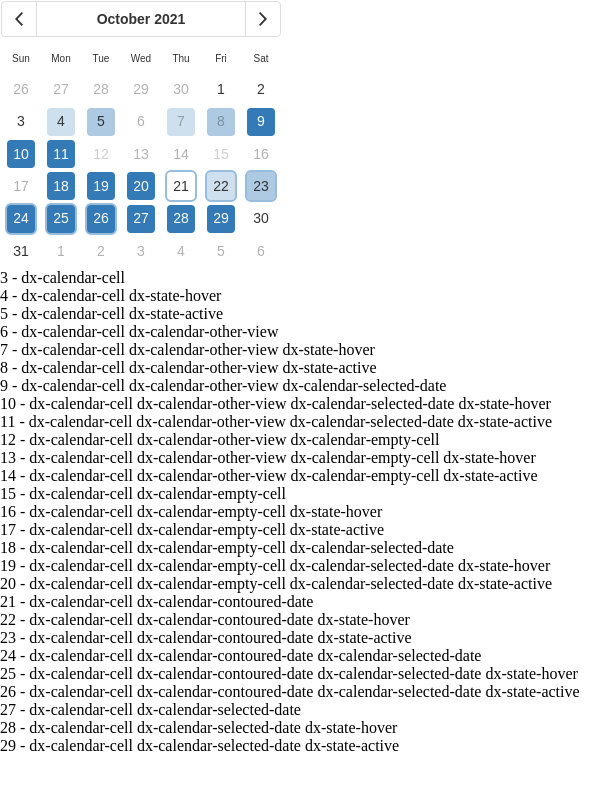 October 2021
Sun Mon Tue Wed Thu Fri Sat
26 27 28 29 30 1 2
3 4 5 6 7 8 9
10 11 12 13 14 15 16
17 18 19 20 21 22 23
24 25 26 27 28 29 30
31 1 2 3 4 5 6
3 - dx-calendar-cell
4 - dx-calendar-cell dx-state-hover
5 - dx-calendar-cell dx-state-active
6 - dx-calendar-cell dx-calendar-other-view
7 - dx-calendar-cell dx-calendar-other-view dx-state-hover
8 - dx-calendar-cell dx-calendar-other-view dx-state-active
9 - dx-calendar-cell dx-calendar-other-view dx-calendar-selected-date
10 - dx-calendar-cell dx-calendar-other-view dx-calendar-selected-date dx-state-hover
11 - dx-calendar-cell dx-calendar-other-view dx-calendar-selected-date dx-state-active
12 - dx-calendar-cell dx-calendar-other-view dx-calendar-empty-cell
13 - dx-calendar-cell dx-calendar-other-view dx-calendar-empty-cell dx-state-hover
14 - dx-calendar-cell dx-calendar-other-view dx-calendar-empty-cell dx-state-active
15 - dx-calendar-cell dx-calendar-empty-cell
16 - dx-calendar-cell dx-calendar-empty-cell dx-state-hover
17 - dx-calendar-cell dx-calendar-empty-cell dx-state-active
18 - dx-calendar-cell dx-calendar-empty-cell dx-calendar-selected-date
19 - dx-calendar-cell dx-calendar-empty-cell dx-calendar-selected-date dx-state-hover
20 - dx-calendar-cell dx-calendar-empty-cell dx-calendar-selected-date dx-state-active
21 - dx-calendar-cell dx-calendar-contoured-date
22 - dx-calendar-cell dx-calendar-contoured-date dx-state-hover
23 - dx-calendar-cell dx-calendar-contoured-date dx-state-active
24 - dx-calendar-cell dx-calendar-contoured-date dx-calendar-selected-date
25 - dx-calendar-cell dx-calendar-contoured-date dx-calendar-selected-date dx-state-hover
26 - dx-calendar-cell dx-calendar-contoured-date dx-calendar-selected-date dx-state-active
27 - dx-calendar-cell dx-calendar-selected-date
28 - dx-calendar-cell dx-calendar-selected-date dx-state-hover
29 - dx-calendar-cell dx-calendar-selected-date dx-state-active